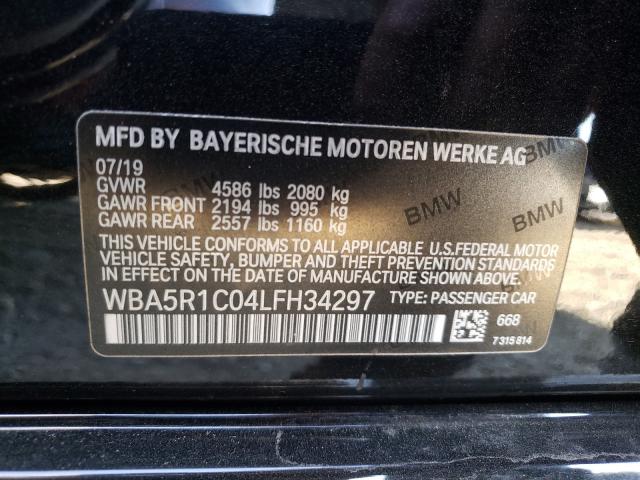 MFD BY BAYERISCHE MOTOREN WERKE AG
07/19
GVWR 4586 lbs 2080 kg
GAWR FRONT 2194 lbs 995 kg
GAWR REAR 2557 lbs 1160 kg
THIS VEHICLE CONFORMS TO ALL APPLICABLE U.S. FEDERAL MOTOR
VEHICLE SAFETY, BUMPER AND THEFT PREVENTION STANDARDS
IN EFFECT ON THE DATE OF MANUFACTURE SHOWN ABOVE.
WBA5R1C04LFH34297 TYPE: PASSENGER CAR
668
7315814
BMW
BMW
BMW
BMW
BMW